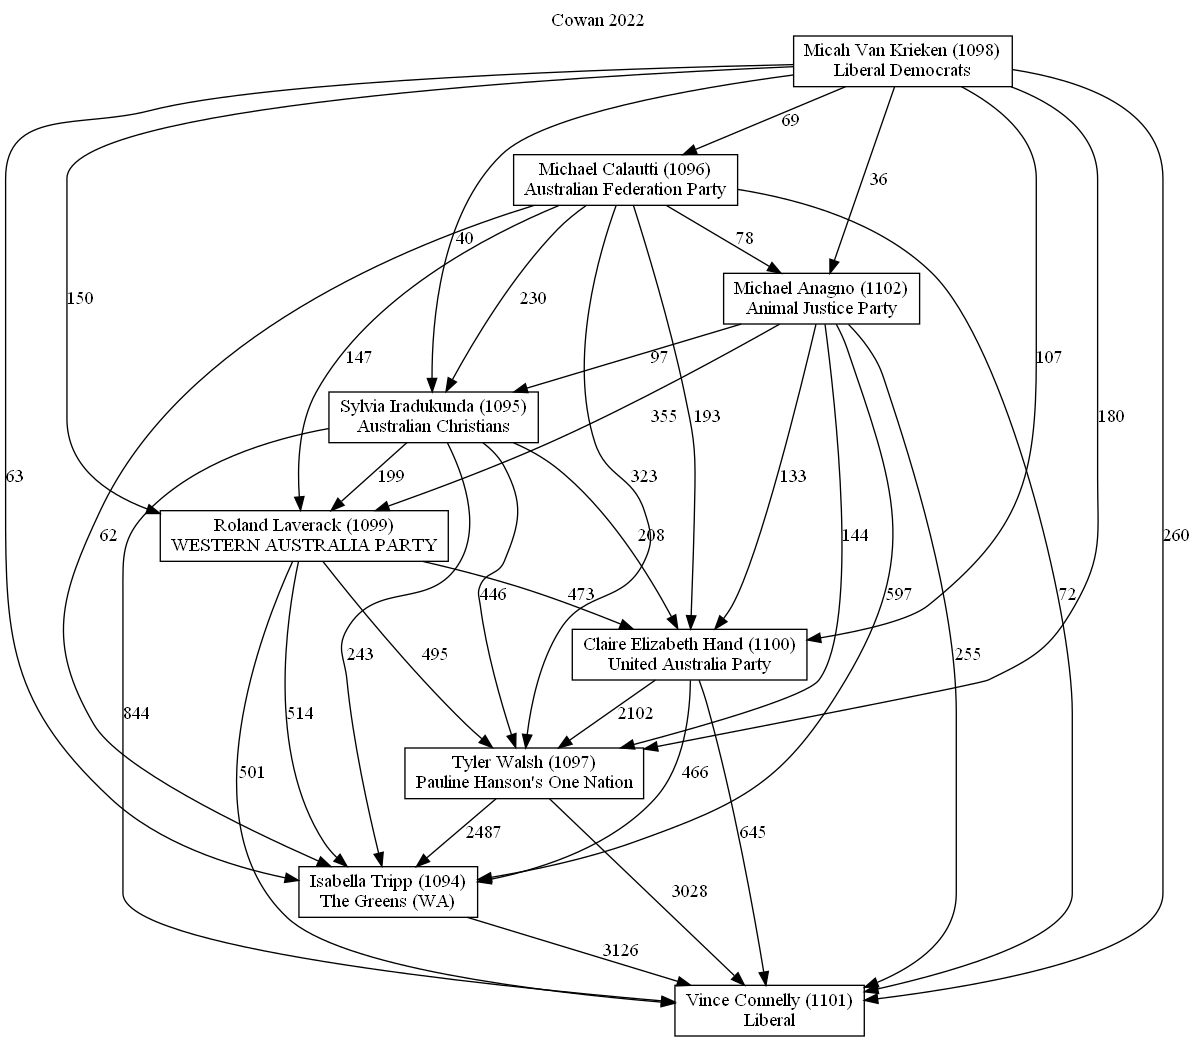 Cowan 2022
Micah Van Krieken (1098)
Liberal Democrats
69
Michael Calautti (1096)
Australian Federation Party
36
40
78
150
230
Michael Anagno (1102)
Animal Justice Party
147
97
107
Sylvia Iradukunda (1095)
Australian Christians
355
193
180
63
199
323
133
Roland Laverack (1099)
WESTERN AUSTRALIA PARTY
62
208
144
260
446
473
597
72
Claire Elizabeth Hand (1100)
United Australia Party
243
495
255
844
514
2102
Tyler Walsh (1097)
Pauline Hanson's One Nation
501
466
2487
645
Isabella Tripp (1094)
The Greens (WA)
3028
3126
Vince Connelly (1101)
Liberal